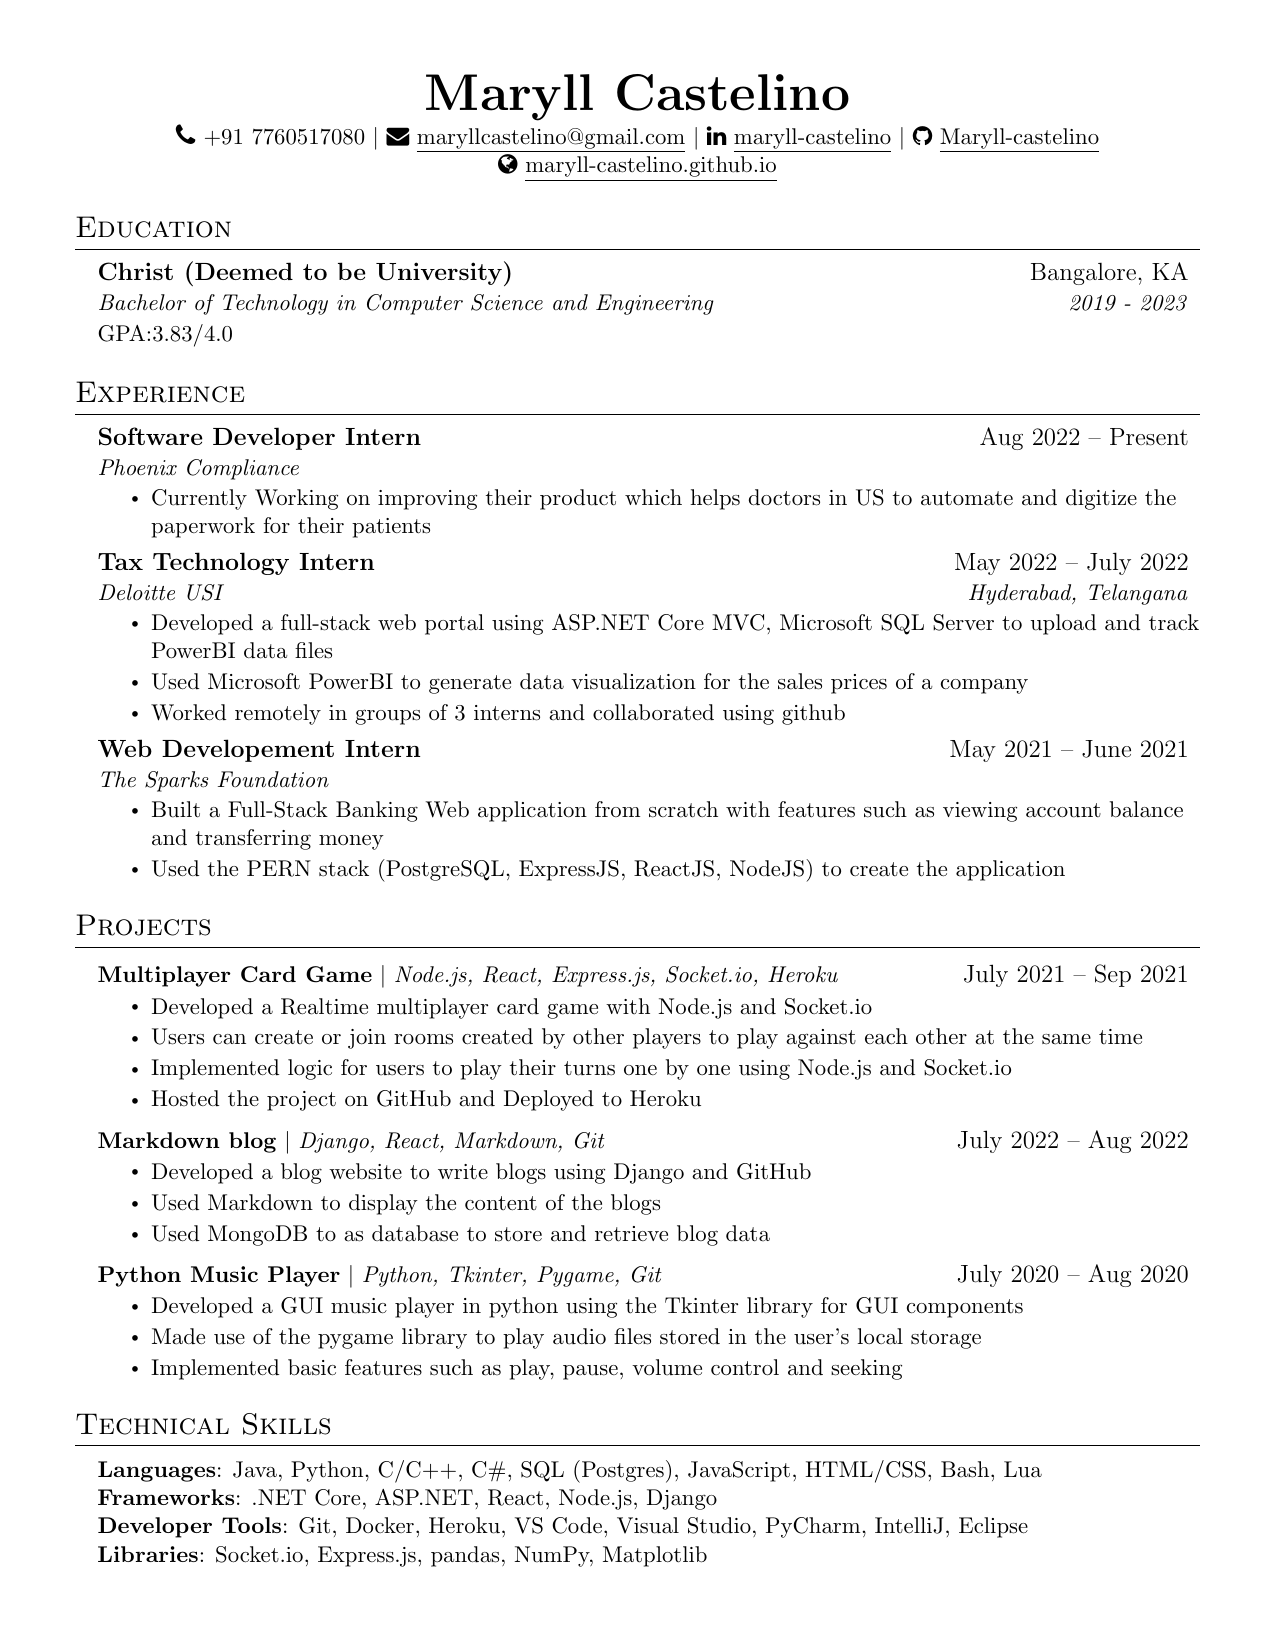 Maryll Castelino
+91 7760517080 | maryllcastelino@gmail.com | maryll-castelino | Maryll-castelino
maryll-castelino.github.io
Education
Christ (Deemed to be University) Bangalore, KA
Bachelor of Technology in Computer Science and Engineering 2019 - 2023
GPA:3.83/4.0
Experience
Software Developer Intern Aug 2022 – Present
Phoenix Compliance
• Currently Working on improving their product which helps doctors in US to automate and digitize the
paperwork for their patients
Tax Technology Intern May 2022 – July 2022
Deloitte USI Hyderabad, Telangana
• Developed a full-stack web portal using ASP.NET Core MVC, Microsoft SQL Server to upload and track
PowerBI data files
• Used Microsoft PowerBI to generate data visualization for the sales prices of a company
• Worked remotely in groups of 3 interns and collaborated using github
Web Developement Intern May 2021 – June 2021
The Sparks Foundation
• Built a Full-Stack Banking Web application from scratch with features such as viewing account balance
and transferring money
• Used the PERN stack (PostgreSQL, ExpressJS, ReactJS, NodeJS) to create the application
Projects
Multiplayer Card Game | Node.js, React, Express.js, Socket.io, Heroku July 2021 – Sep 2021
• Developed a Realtime multiplayer card game with Node.js and Socket.io
• Users can create or join rooms created by other players to play against each other at the same time
• Implemented logic for users to play their turns one by one using Node.js and Socket.io
• Hosted the project on GitHub and Deployed to Heroku
Markdown blog | Django, React, Markdown, Git July 2022 – Aug 2022
• Developed a blog website to write blogs using Django and GitHub
• Used Markdown to display the content of the blogs
• Used MongoDB to as database to store and retrieve blog data
Python Music Player | Python, Tkinter, Pygame, Git July 2020 – Aug 2020
• Developed a GUI music player in python using the Tkinter library for GUI components
• Made use of the pygame library to play audio files stored in the user's local storage
• Implemented basic features such as play, pause, volume control and seeking
Technical Skills
Languages: Java, Python, C/C++, C#, SQL (Postgres), JavaScript, HTML/CSS, Bash, Lua
Frameworks: .NET Core, ASP.NET, React, Node.js, Django
Developer Tools: Git, Docker, Heroku, VS Code, Visual Studio, PyCharm, IntelliJ, Eclipse
Libraries: Socket.io, Express.js, pandas, NumPy, Matplotlib